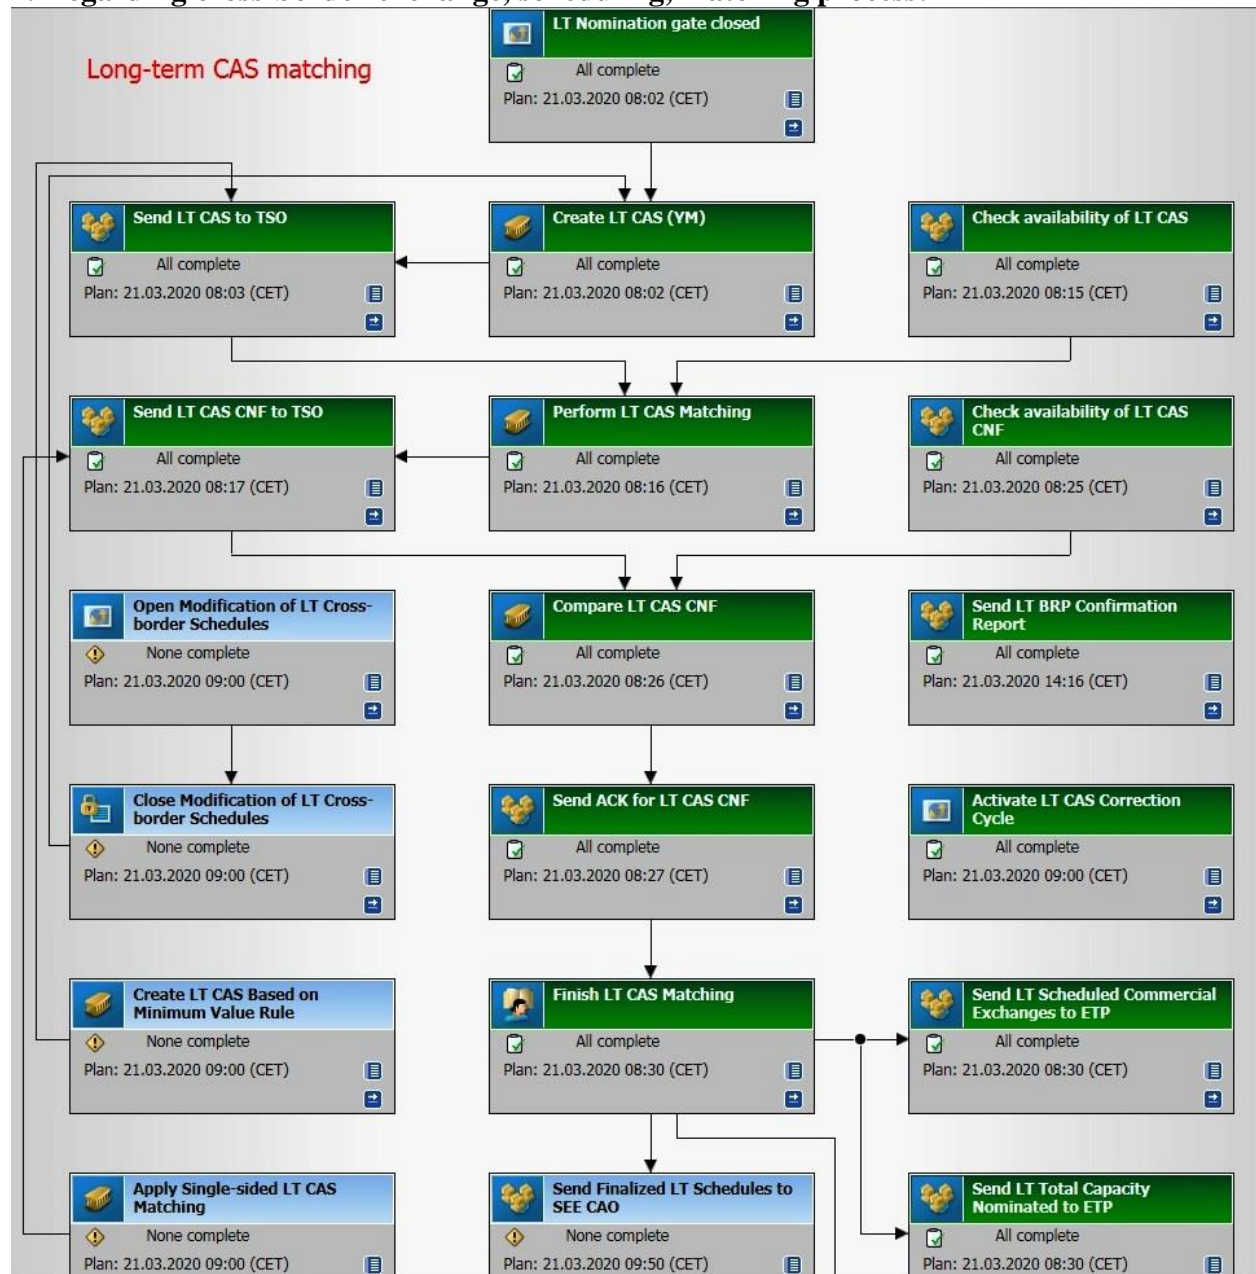 LT Nomination gate closed
Long-term CAS matching
All complete
Plan: 21.03.2020 08:02 (CET)
Send LT CAS to TSO
All complete
Plan: 21.03.2020 08:03 (CET)
Create LT CAS (YM)
All complete
Plan: 21.03.2020 08:02 (CET)
Check availability of LT CAS
All complete
Plan: 21.03.2020 08:15 (CET)
Send LT CAS CNF to TSO
All complete
Plan: 21.03.2020 08:17 (CET)
Perform LT CAS Matching
All complete
Plan: 21.03.2020 08:16 (CET)
Check availability of LT CAS
CNF
All complete
Plan: 21.03.2020 08:25 (CET)
Open Modification of LT Cross-
border Schedules
None complete
Plan: 21.03.2020 09:00 (CET)
Compare LT CAS CNF
All complete
Plan: 21.03.2020 08:26 (CET)
Send LT BRP Confirmation
Report
All complete
Plan: 21.03.2020 14:16 (CET)
Close Modification of LT Cross-
border Schedules
None complete
Plan: 21.03.2020 09:00 (CET)
Send ACK for LT CAS CNF
All complete
Plan: 21.03.2020 08:27 (CET)
Activate LT CAS Correction
Cycle
All complete
Plan: 21.03.2020 09:00 (CET)
Create LT CAS Based on
Minimum Value Rule
None complete
Plan: 21.03.2020 09:00 (CET)
Finish LT CAS Matching
All complete
Plan: 21.03.2020 08:30 (CET)
Send LT Scheduled Commercial
Exchanges to ETP
All complete
Plan: 21.03.2020 08:30 (CET)
Apply Single-sided LT CAS
Matching
None complete
Plan: 21.03.2020 09:00 (CET)
Send Finalized LT Schedules to
SEE CAO
None complete
Plan: 21.03.2020 09:50 (CET)
Send LT Total Capacity
Nominated to ETP
All complete
Plan: 21.03.2020 08:30 (CET)